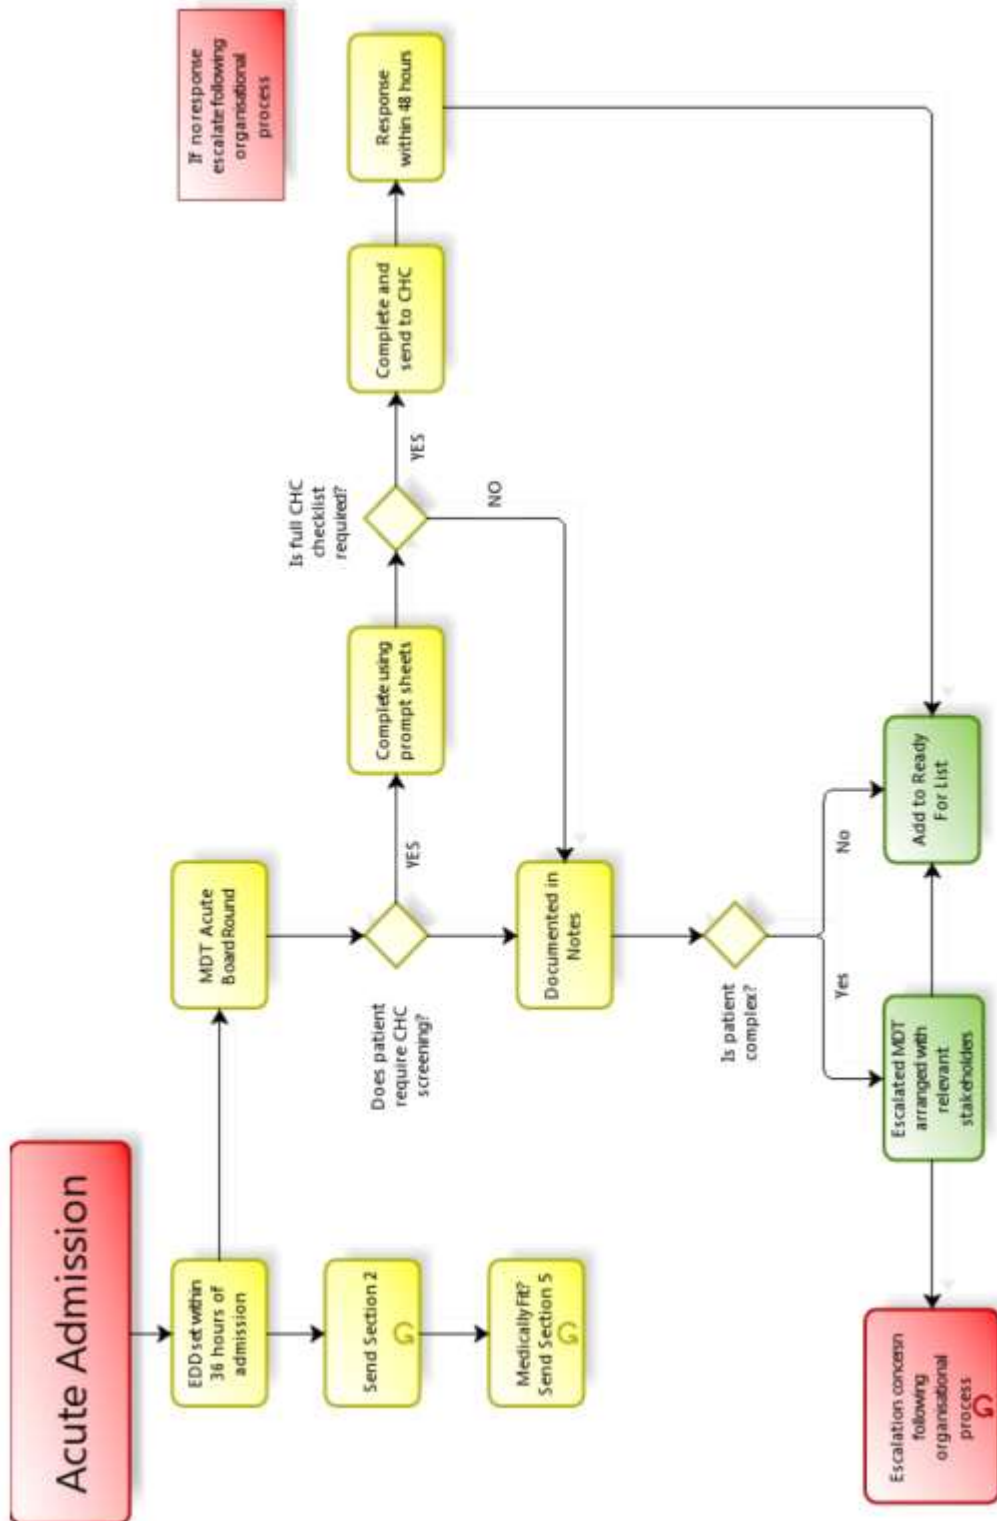 Acute Admission
EDD set within
36 hours of
admission
Send Section 2
Medically Fit?
Send Section 5
MDT Acute
Board Round
Does patient
require CHC
screening?
YES
Complete using
prompt sheets
Is full CHC
checklist
required?
YES
NO
Complete and
send to CHC
Response
within 48 hours
If no response
escalate following
organisational
process
Documented in
Notes
Is patient
complex?
Yes
No
Escalated MDT
arranged with
relevant
stakeholders
Add to Ready
For List
Escalation concersn
following
organisational
process